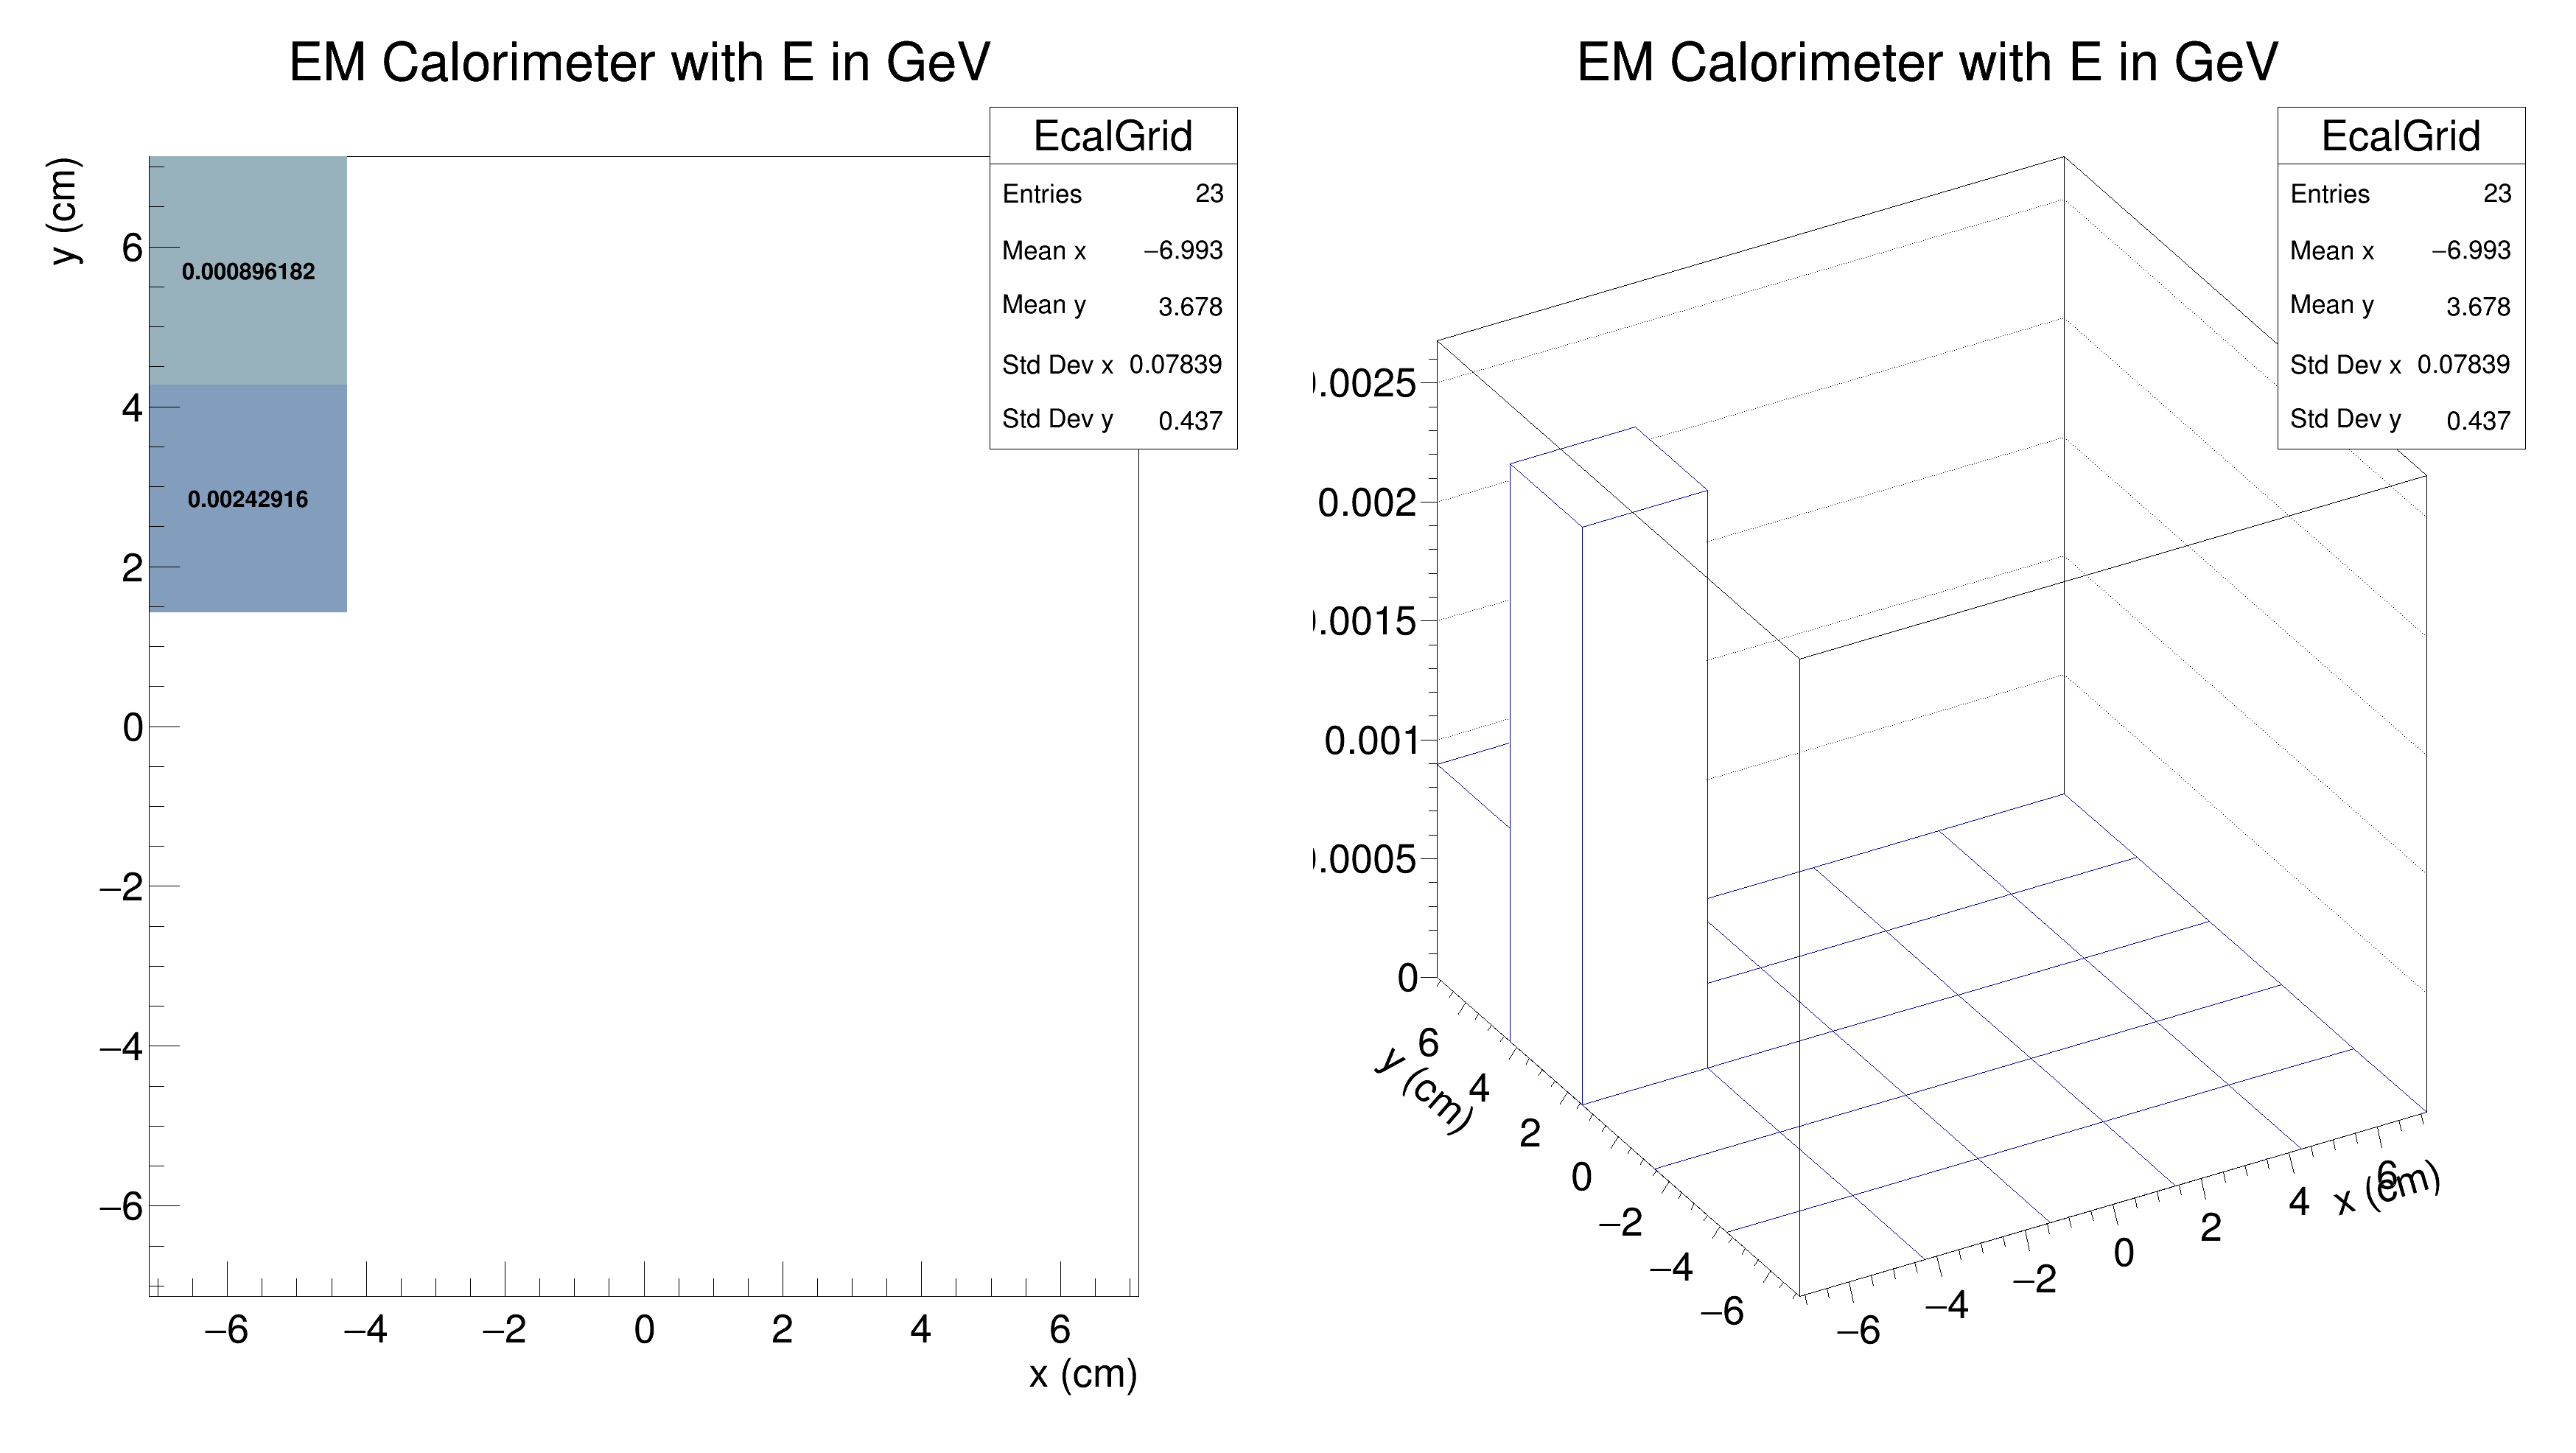 EM Calorimeter with E in GeV
EcalGrid
Entries 23
Mean x −6.993
Mean y 3.678
Std Dev x 0.07839
Std Dev y 0.437
y (cm)
6
4
2
0
−2
−4
−6
0.000896182
0.00242916
−6 −4 −2 0 2 4 6
x (cm)
EM Calorimeter with E in GeV
EcalGrid
Entries 23
Mean x −6.993
Mean y 3.678
Std Dev x 0.07839
Std Dev y 0.437
.0025
0.002
.0015
0.001
.0005
0
y (cm)
6
4
2
0
−2
−4
−6
−6 −4 −2 0 2 4 6
x (cm)